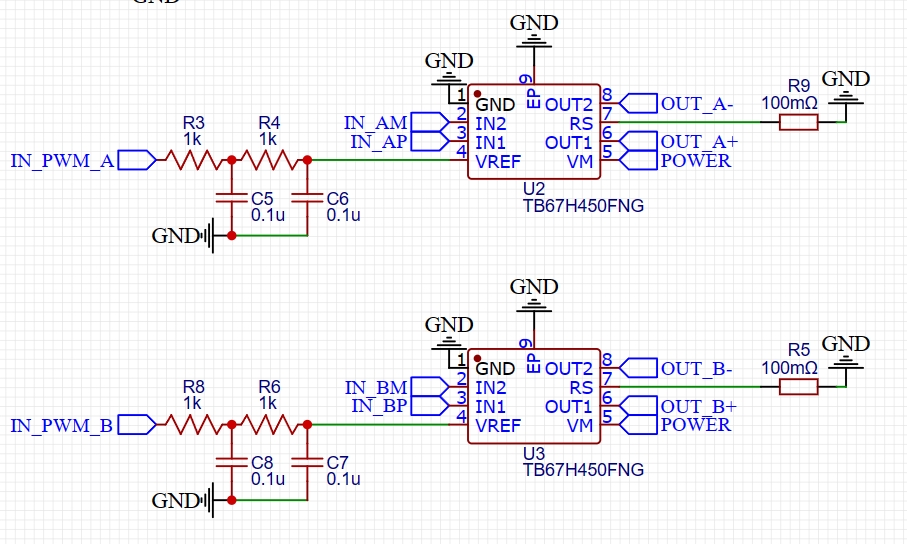 GND
GND
GND
R9
GND
100mΩ
1
GND
9
EP
OUT2
8
OUT_A-
IN_AM
2
IN2
RS
7
R3
R4
1k
1k
IN_AP
3
IN1
OUT1
6
OUT_A+
IN_PWM_A
4
VREF
VM
5
POWER
U2
TB67H450FNG
C5
0.1u
C6
0.1u
GND
GND
GND
R5
GND
100mΩ
1
GND
9
EP
OUT2
8
OUT_B-
IN_BM
2
IN2
RS
7
R8
R6
1k
1k
IN_BP
3
IN1
OUT1
6
OUT_B+
IN_PWM_B
4
VREF
VM
5
POWER
U3
TB67H450FNG
C8
0.1u
C7
0.1u
GND